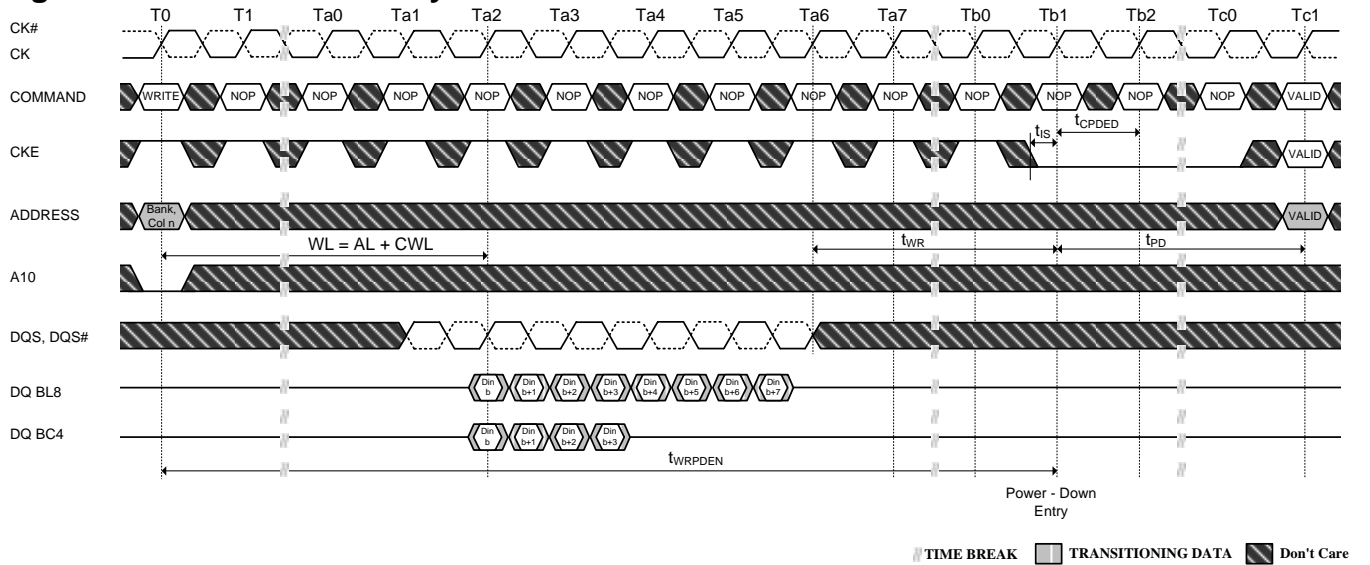 T0 T1 Ta0 Ta1 Ta2 Ta3 Ta4 Ta5 Ta6 Ta7 Tb0 Tb1 Tb2 Tc0 Tc1
CK#
CK
COMMAND WRITE NOP NOP NOP NOP NOP NOP NOP NOP NOP NOP NOP NOP NOP VALID
tIS tCPDED
CKE VALID
ADDRESS Bank, Col n VALID
WL = AL + CWL tWR tPD
A10
DQS, DQS#
DQ BL8 Din b Din b+1 Din b+2 Din b+3 Din b+4 Din b+5 Din b+6 Din b+7
DQ BC4 Din b Din b+1 Din b+2 Din b+3
tWRPDEN
Power - Down
Entry
TIME BREAK TRANSITIONING DATA Don't Care